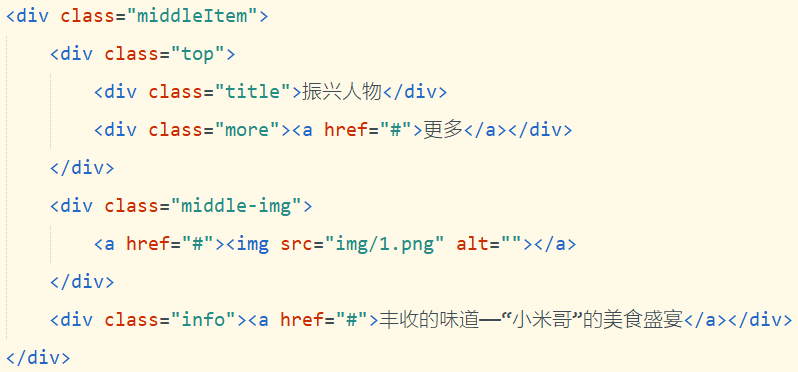 <div class="middleItem">
<div class="top">
<div class="title">振兴人物</div>
<div class="more"><a href="#">更多</a></div>
</div>
<div class="middle-img">
<a href="#"><img src="img/1.png" alt=""></a>
</div>
<div class="info"><a href="#">丰收的味道——“小米哥”的美食盛宴</a></div>
</div>